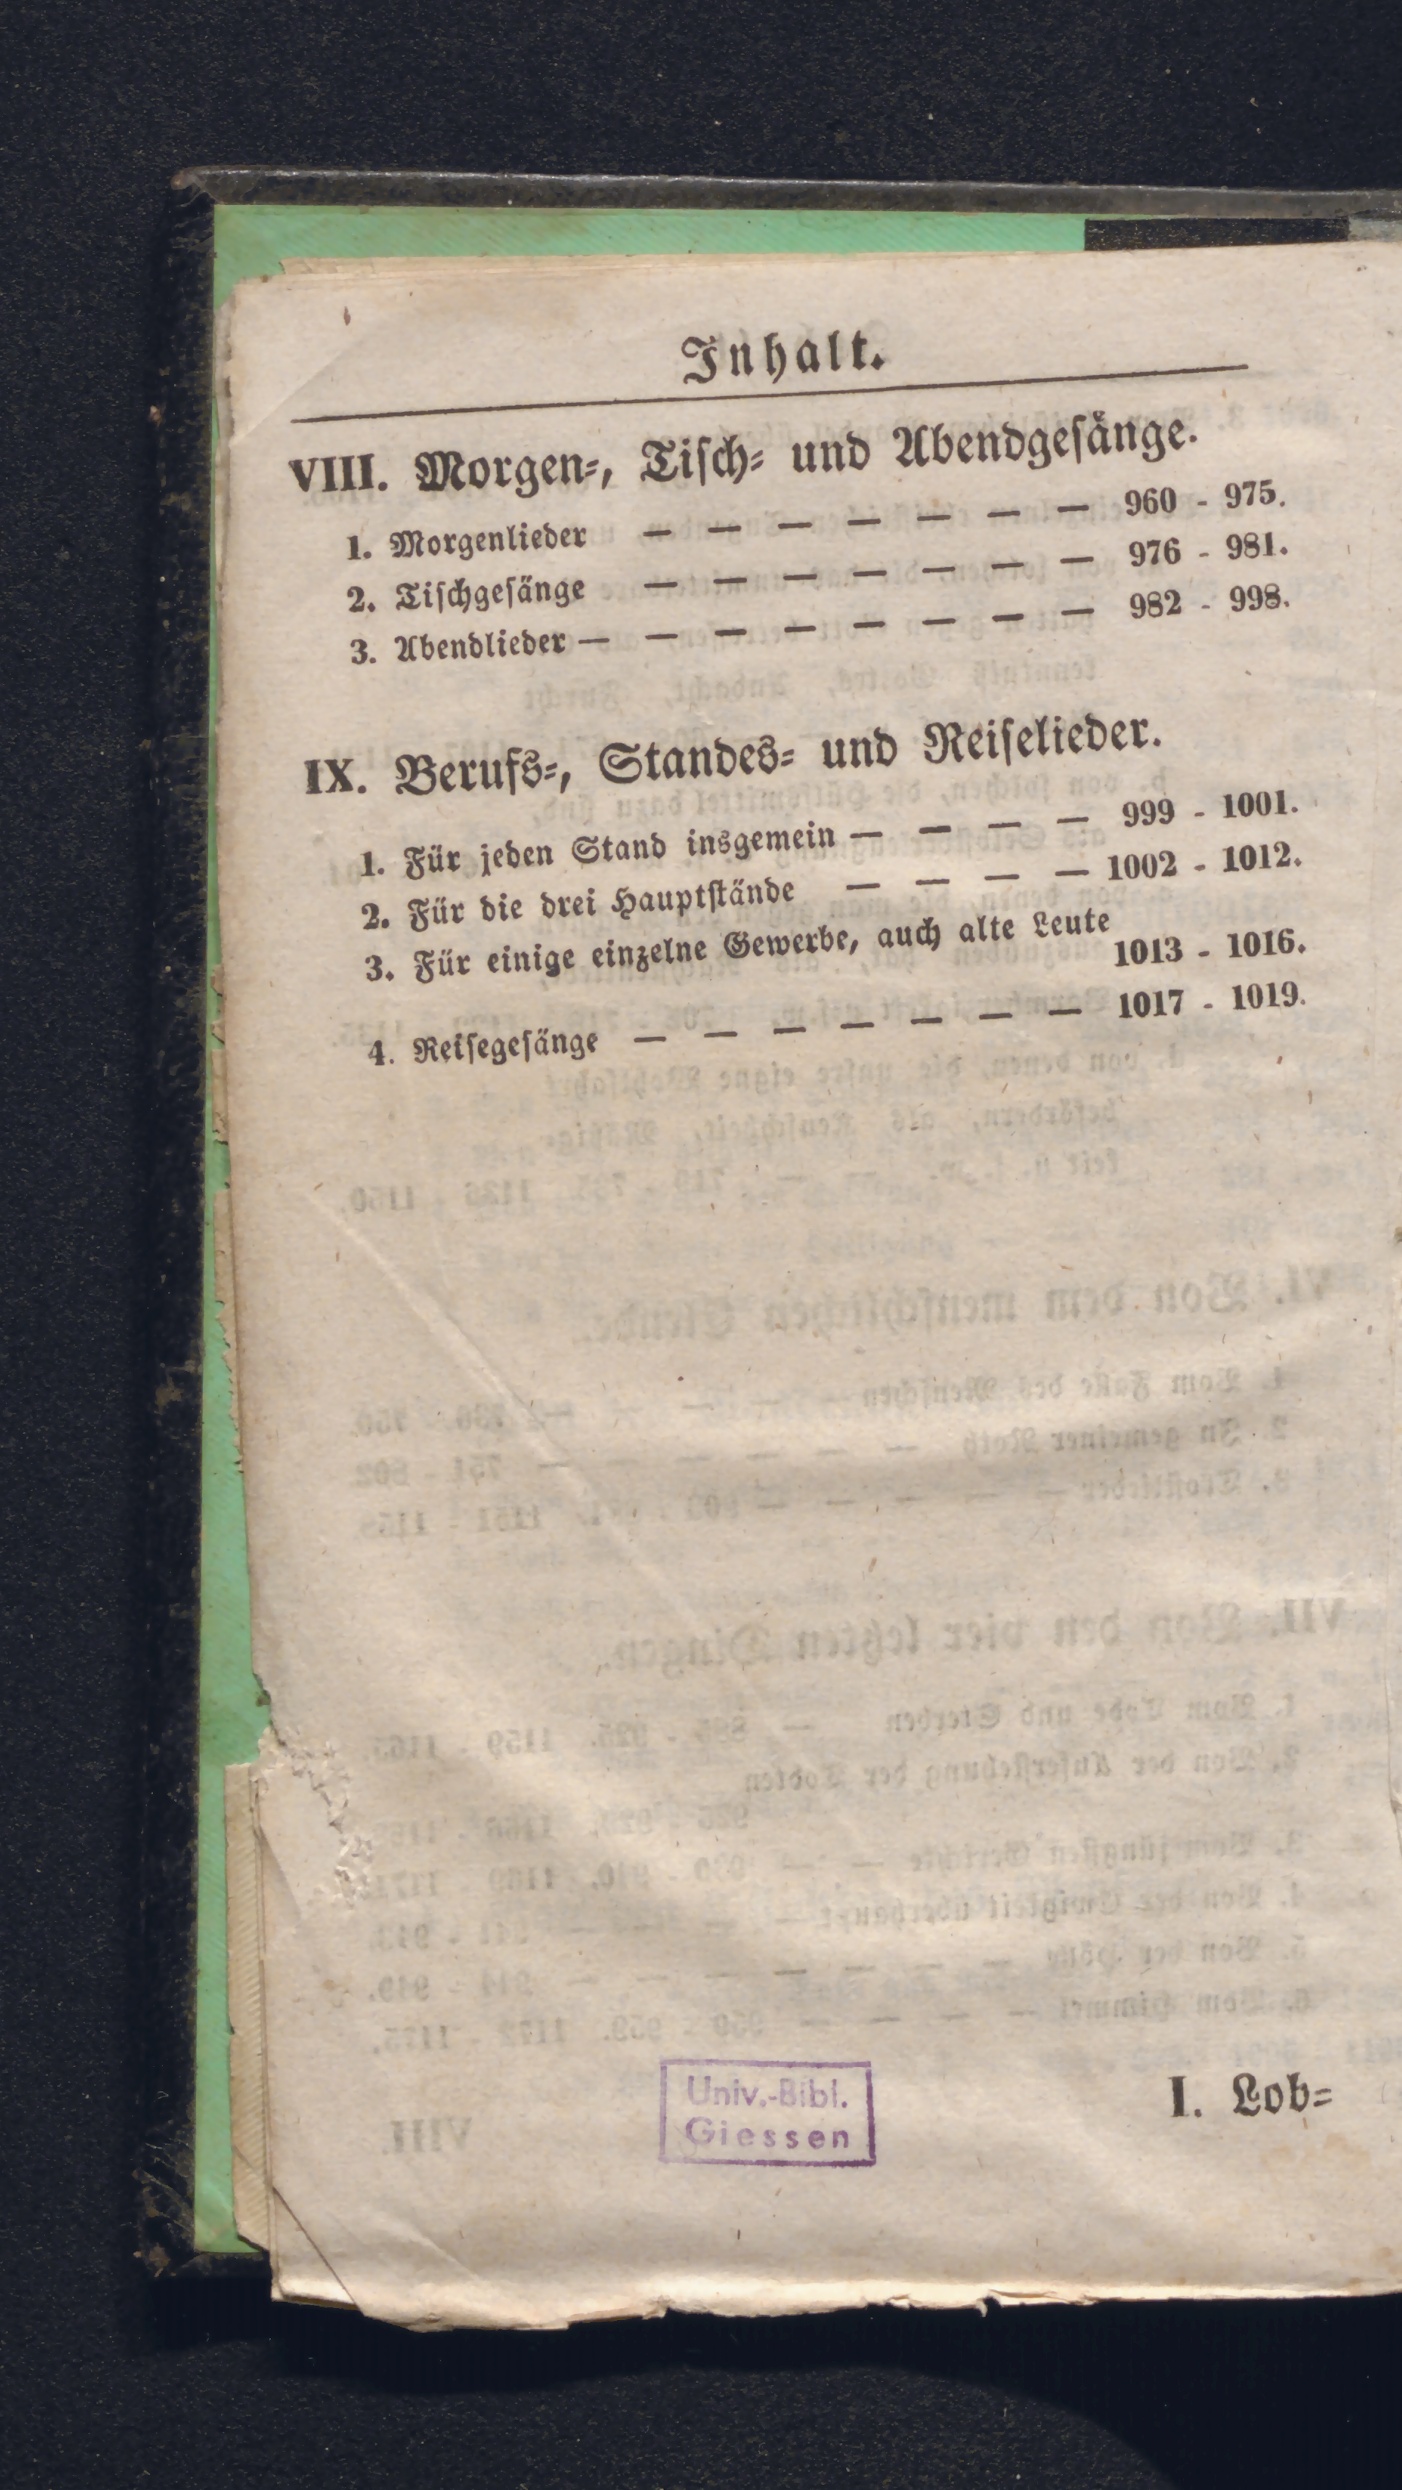 Inhalt.
VIII. Morgen⸗, Tiſch⸗ und Abendgeſänge.
1. Morgenlieder — — — — — — — 960 - 975.
2. Tiſchgeſänge — — — — — — — 976 - 981.
3. Abendlieder — — — — — — — — 982 - 998.
IX. Berufs⸗, Standes⸗ und Reiſelieder.
1. Für jeden Stand insgemein — — — — 999 - 1001.
2. Für die drei Hauptſtände — — — — 1002 - 1012.
3. Für einige einzelne Gewerbe, auch alte Leute
1013 - 1016.
4. Reiſegeſänge — — — — — — — 1017 - 1019.
I. Lob⸗
Univ.-Bibl.
Giessen